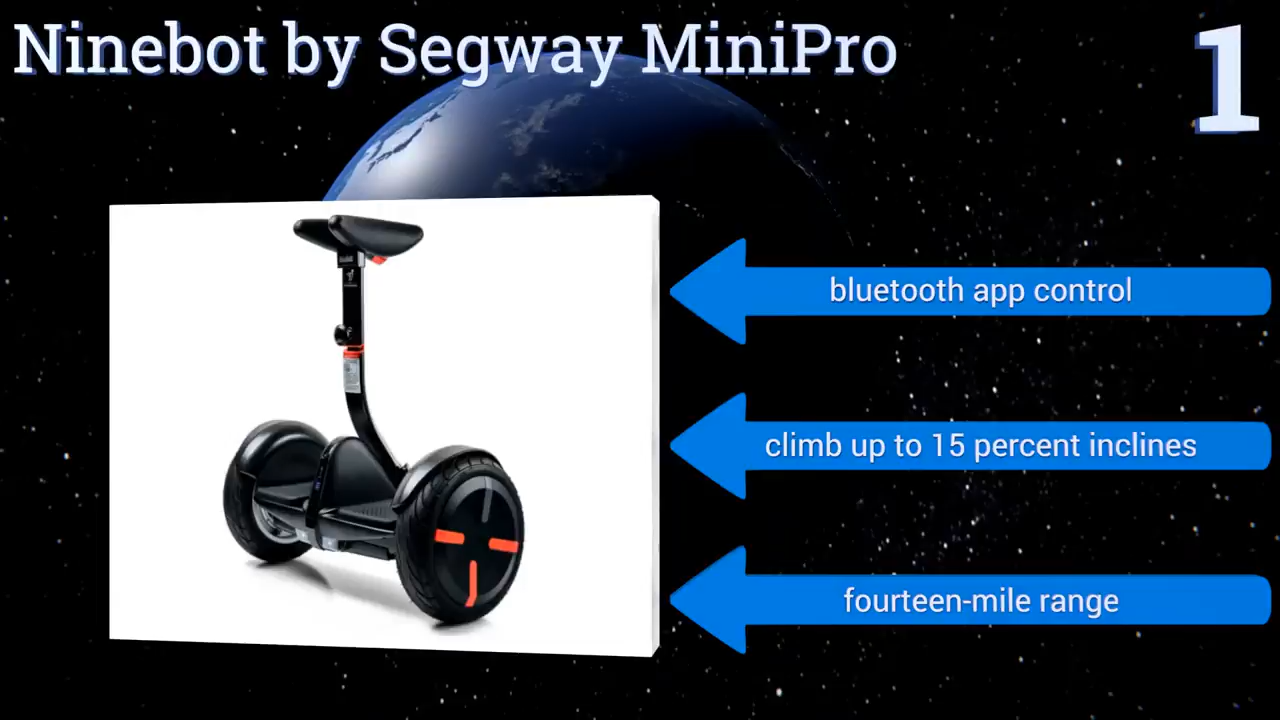 Ninebot by Segway MiniPro
1
bluetooth app control
climb up to 15 percent inclines
fourteen-mile range